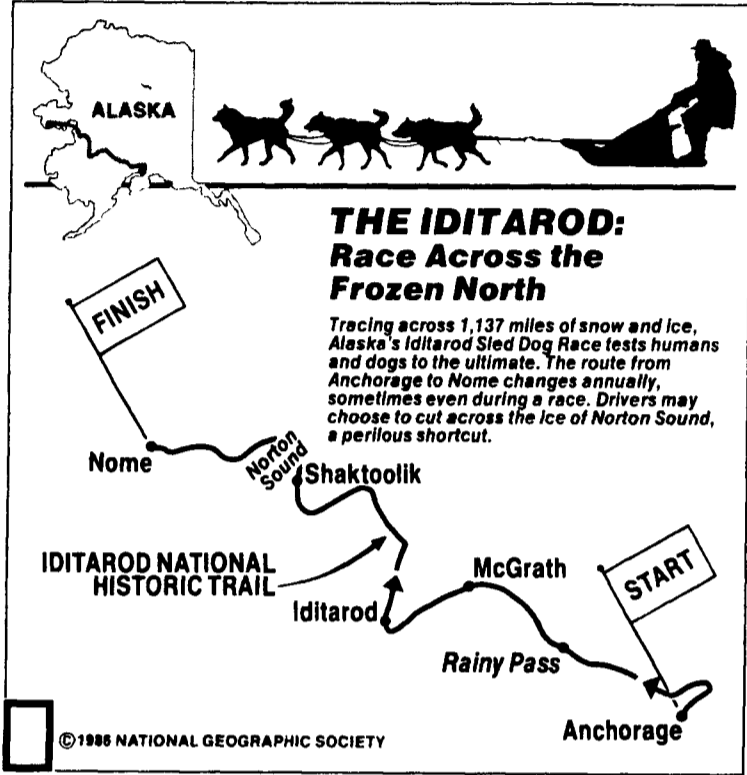 ALASKA
THE IDITAROD:
Race Across the
Frozen North
Tracing across 1,137 miles of snow and ice,
Alaska's Iditarod Sled Dog Race tests humans
and dogs to the ultimate. The route from
Anchorage to Nome changes annually,
sometimes even during a race. Drivers may
choose to cut across the ice of Norton Sound,
a perilous shortcut.
FINISH
Nome
Norton
Sound
Shaktoolik
IDITAROD NATIONAL
HISTORIC TRAIL
Iditarod
McGrath
START
Rainy Pass
Anchorage
©1986 NATIONAL GEOGRAPHIC SOCIETY